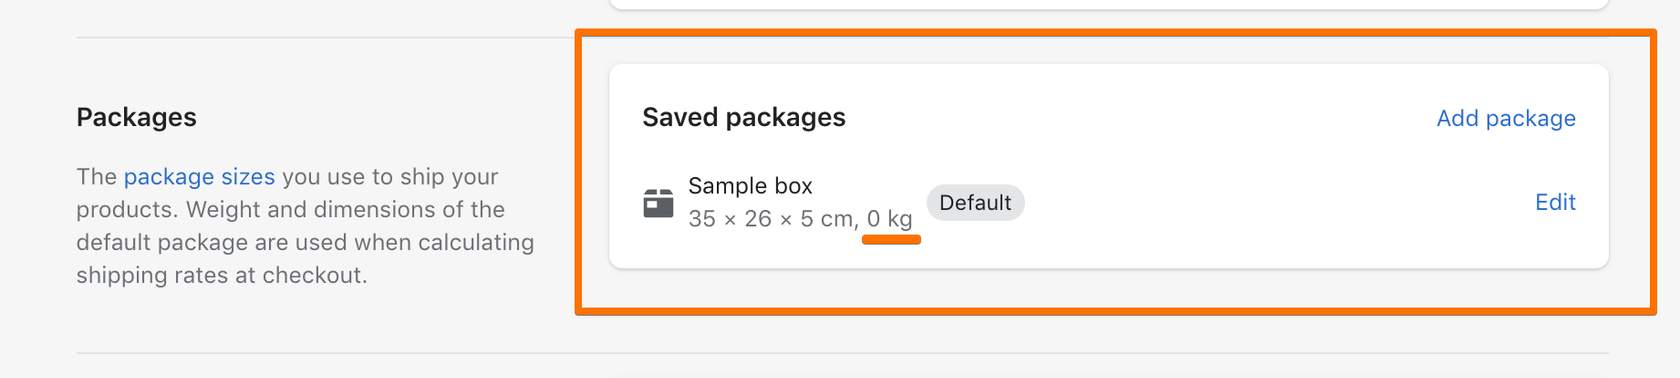 Packages
The package sizes you use to ship your
products. Weight and dimensions of the
default package are used when calculating
shipping rates at checkout.
Saved packages
Add package
Sample box
35 × 26 × 5 cm, 0 kg
Default
Edit